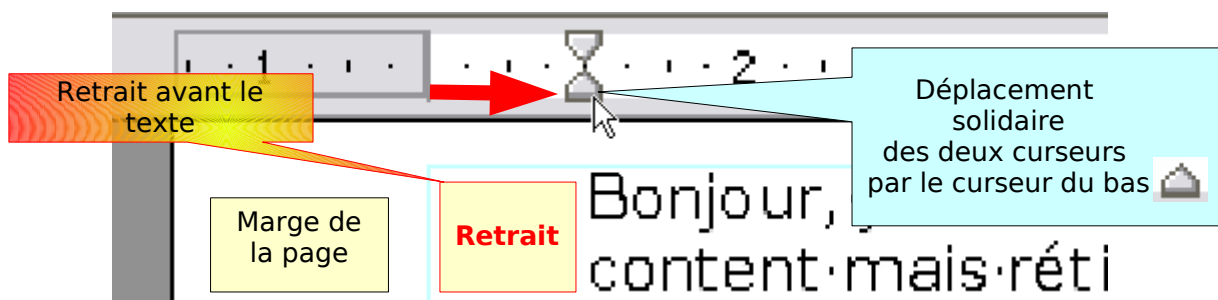 1 2
Retrait avant le
texte
Déplacement
solidaire
des deux curseurs
par le curseur du bas
Marge de
la page
Retrait
Bonjour,
content·mais·réti